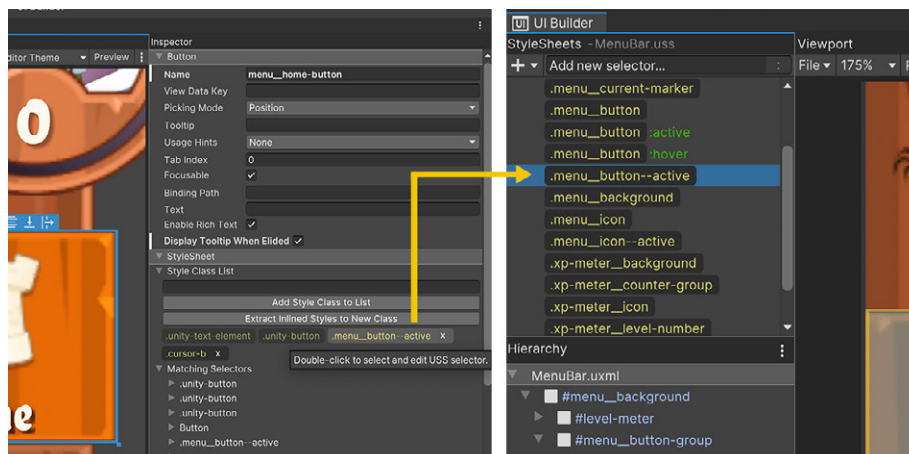 Inspector
ditor Theme Preview
Button
Name menu__home-button
View Data Key
Picking Mode Position
Tooltip
Usage Hints None
Tab Index 0
Focusable
Binding Path
Text
Enable Rich Text
Display Tooltip When Elided
StyleSheet
Style Class List
Add Style Class to List
Extract Inlined Styles to New Class
.unity-text-element .unity-button .menu__button--active x
.cursor-b x
Double-click to select and edit USS selector.
Matching Selectors
.unity-button
.unity-button
.unity-button
Button
.menu__button--active
0
e
UI UI Builder
StyleSheets - MenuBar.uss
+ Add new selector...
.menu__current-marker
.menu__button
.menu__button :active
.menu__button :hover
.menu__button--active
.menu__background
.menu__icon
.menu__icon--active
.xp-meter__background
.xp-meter__counter-group
.xp-meter__icon
.xp-meter__level-number
Hierarchy
MenuBar.uxml
#menu__background
#level-meter
#menu__button-group
Viewport
File 175%